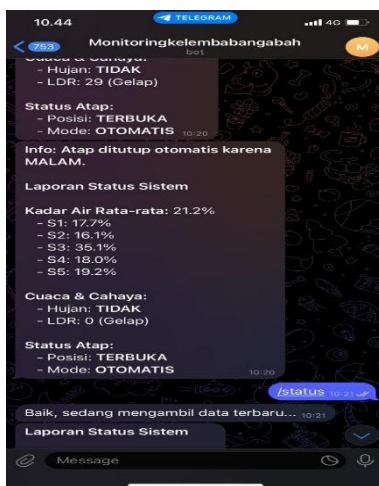 10.44
TELEGRAM
4G
753
Monitoringkelembabangabah
bot
M
Cuaca & Cahaya:
- Hujan: TIDAK
- LDR: 29 (Gelap)
Status Atap:
- Posisi: TERBUKA
- Mode: OTOMATIS 10:20
Info: Atap ditutup otomatis karena
MALAM.
Laporan Status Sistem
Kadar Air Rata-rata: 21.2%
- S1: 17.7%
- S2: 16.1%
- S3: 35.1%
- S4: 18.0%
- S5: 19.2%
Cuaca & Cahaya:
- Hujan: TIDAK
- LDR: 0 (Gelap)
Status Atap:
- Posisi: TERBUKA
- Mode: OTOMATIS 10:20
/status 10:21
Baik, sedang mengambil data terbaru... 10:21
Laporan Status Sistem
Message